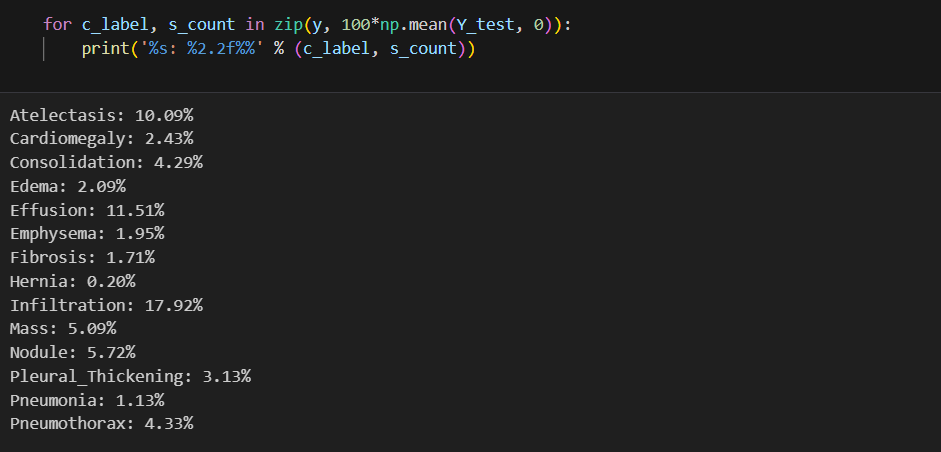 for c_label, s_count in zip(y, 100*np.mean(Y_test, 0)):
    print('%s: %2.2f%%' % (c_label, s_count))
Atelectasis: 10.09%
Cardiomegaly: 2.43%
Consolidation: 4.29%
Edema: 2.09%
Effusion: 11.51%
Emphysema: 1.95%
Fibrosis: 1.71%
Hernia: 0.20%
Infiltration: 17.92%
Mass: 5.09%
Nodule: 5.72%
Pleural_Thickening: 3.13%
Pneumonia: 1.13%
Pneumothorax: 4.33%